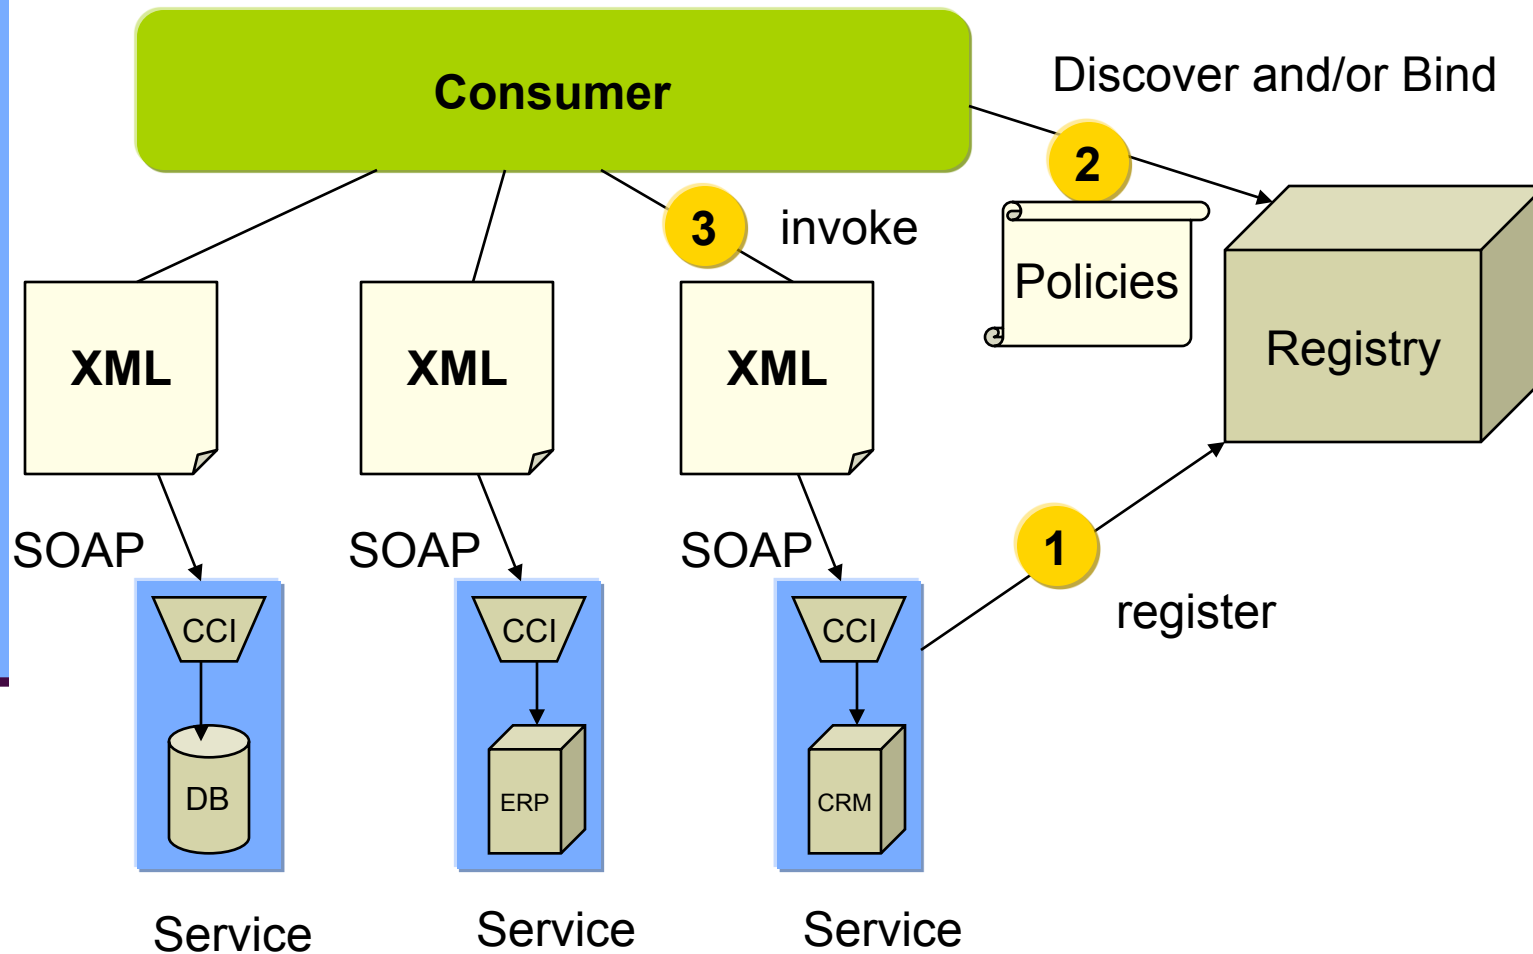 Consumer
Discover and/or Bind
2
3
invoke
Policies
Registry
XML
XML
XML
SOAP
SOAP
SOAP
1
register
CCI
CCI
CCI
DB
ERP
CRM
Service
Service
Service